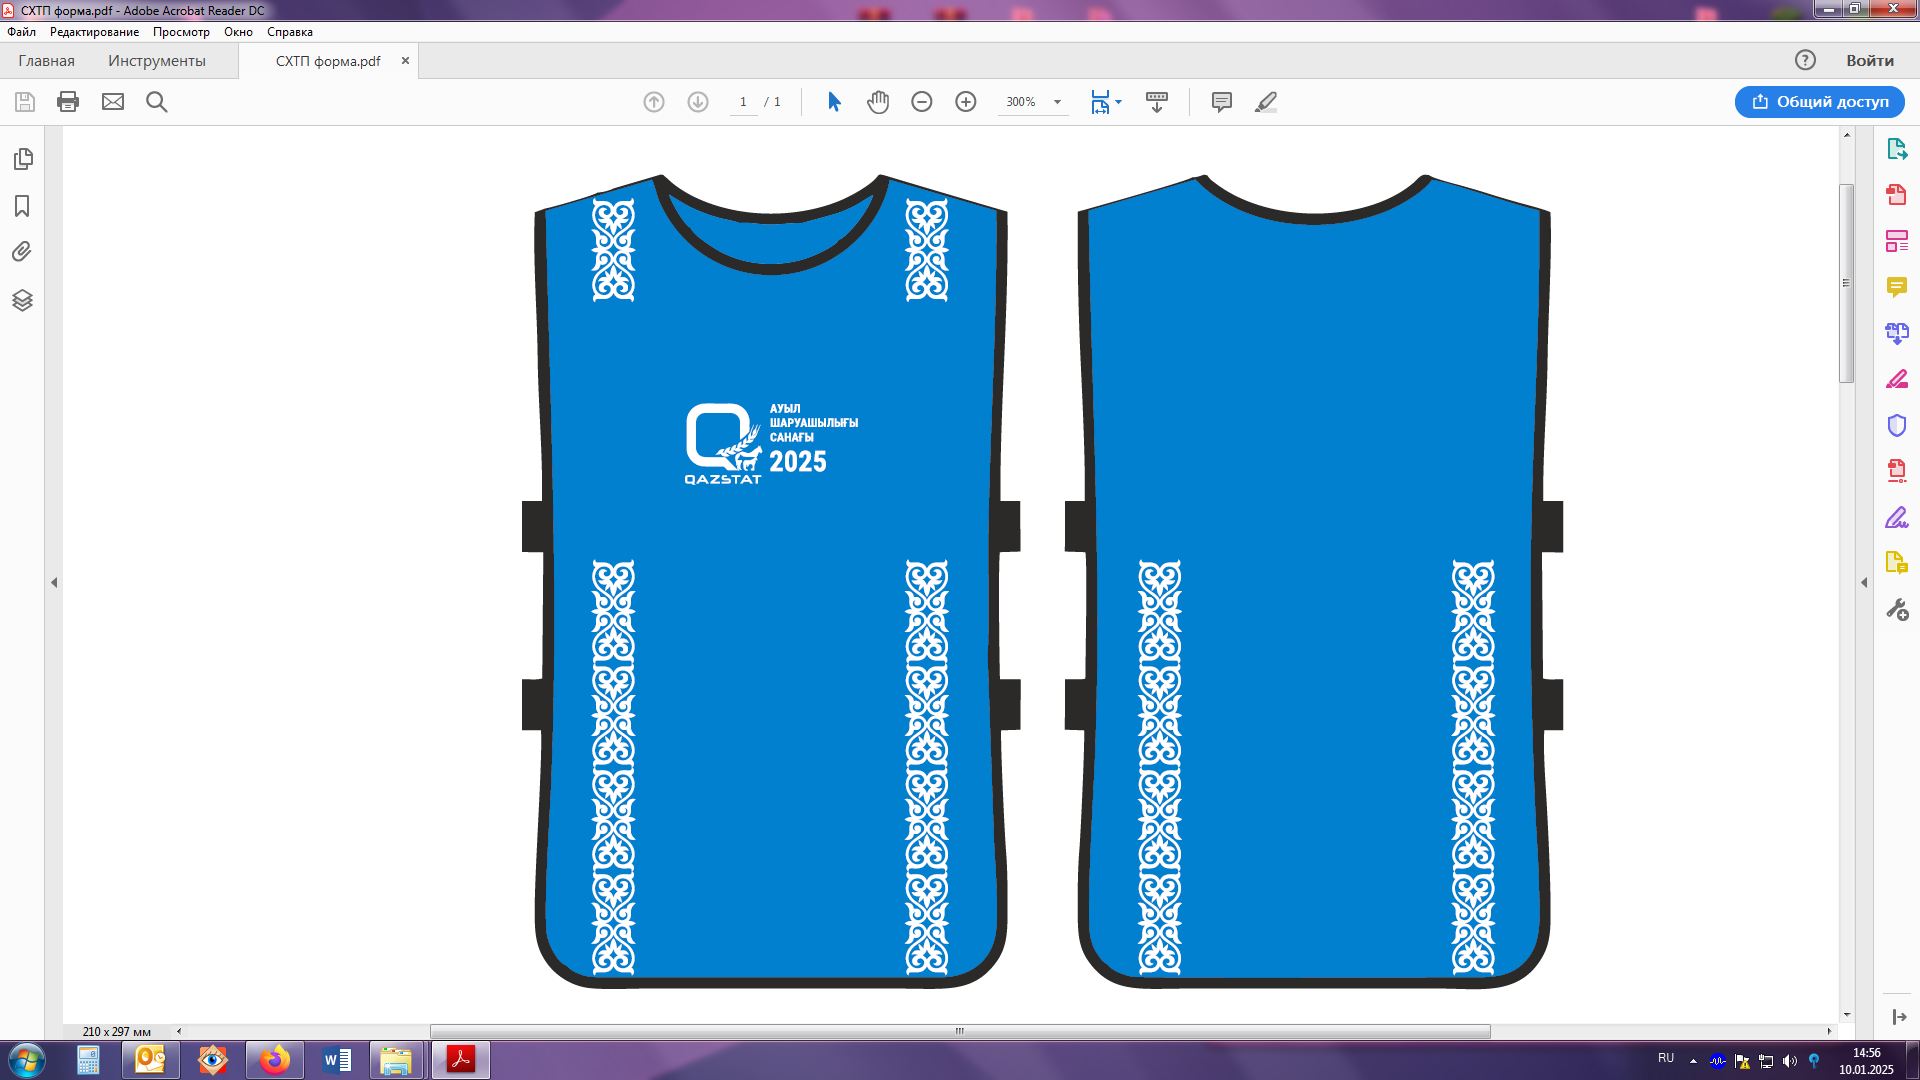 СХТП форма.pdf - Adobe Acrobat Reader DC
Файл Редактирование Просмотр Окно Справка
Главная Инструменты СХТП форма.pdf × Войти
1 / 1 300% Общий доступ
АУЫЛ
ШАРУАШЫЛЫҒЫ
САНАҒЫ
2025
QAZSTAT
210 x 297 мм
RU 14:56
10.01.2025